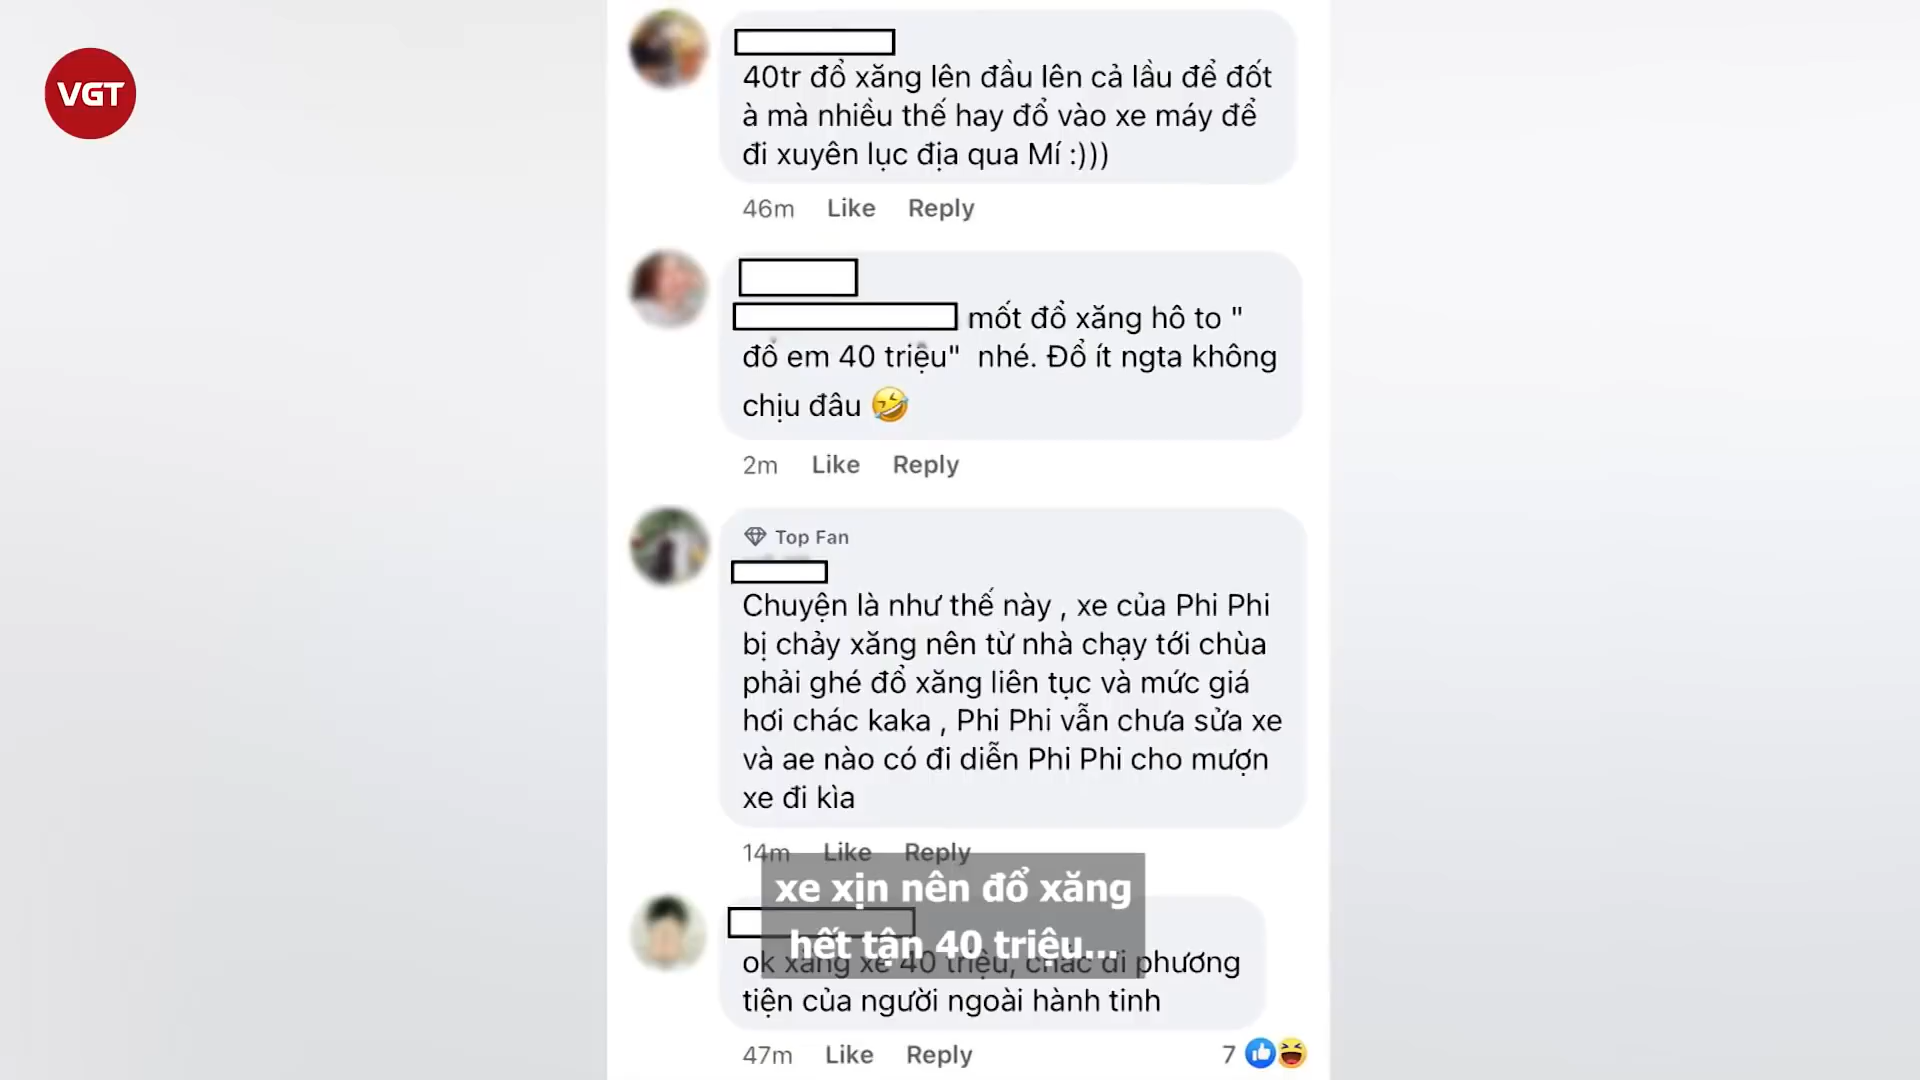 VGT
40tr đổ xăng lên đầu lên cả lầu để đốt
à mà nhiều thế hay đổ vào xe máy để
đi xuyên lục địa qua Mí :)))
46m Like Reply
mốt đổ xăng hô to "
đổ em 40 triệu" nhé. Đổ ít ngta không
chịu đâu 🤣
2m Like Reply
Top Fan
Chuyện là như thế này , xe của Phi Phi
bị chảy xăng nên từ nhà chạy tới chùa
phải ghé đổ xăng liên tục và mức giá
hơi chác kaka , Phi Phi vẫn chưa sửa xe
và ae nào có đi diễn Phi Phi cho mượn
xe đi kìa
14m Like Reply
xe xịn nên đổ xăng
hết tận 40 triệu...
ok xăng xe 40 triệu, chắc đi phương
tiện của người ngoài hành tinh
47m Like Reply 7